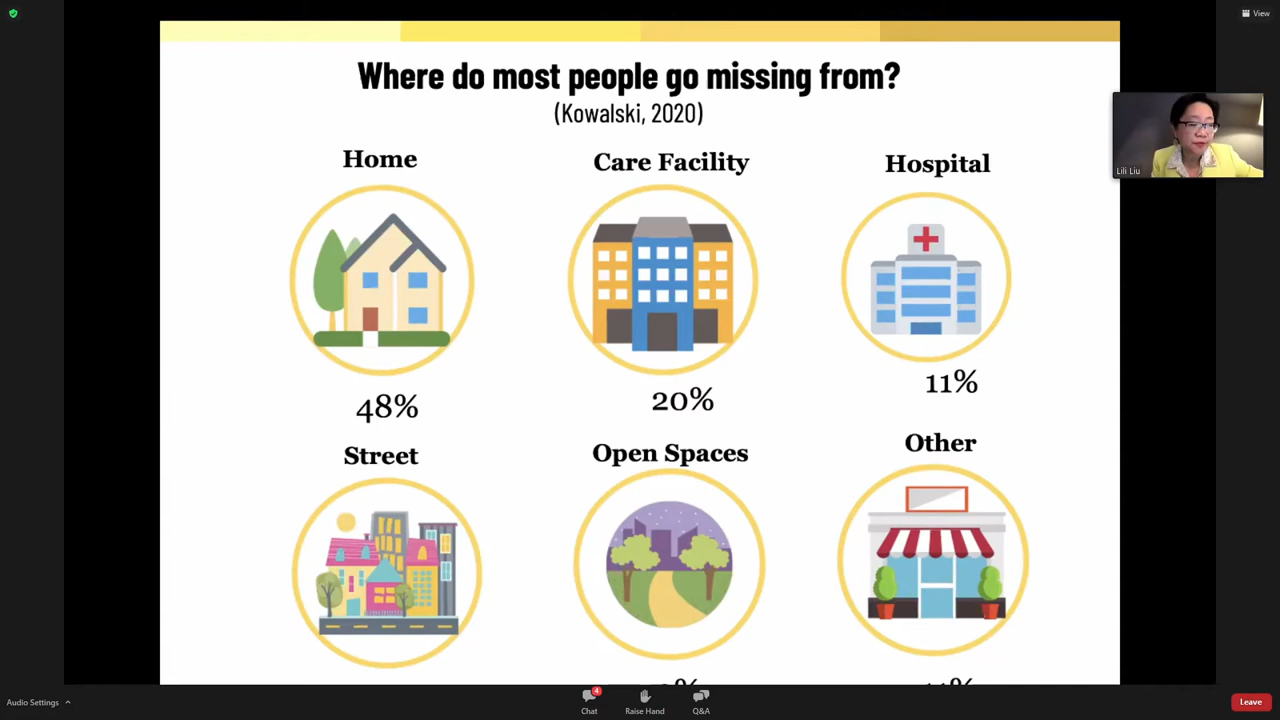 View
Where do most people go missing from?
(Kowalski, 2020)
Home
Care Facility
Hospital
Lili Liu
48%
20%
11%
Street
Open Spaces
Other
Audio Settings
4
Chat
Raise Hand
Q&A
Leave